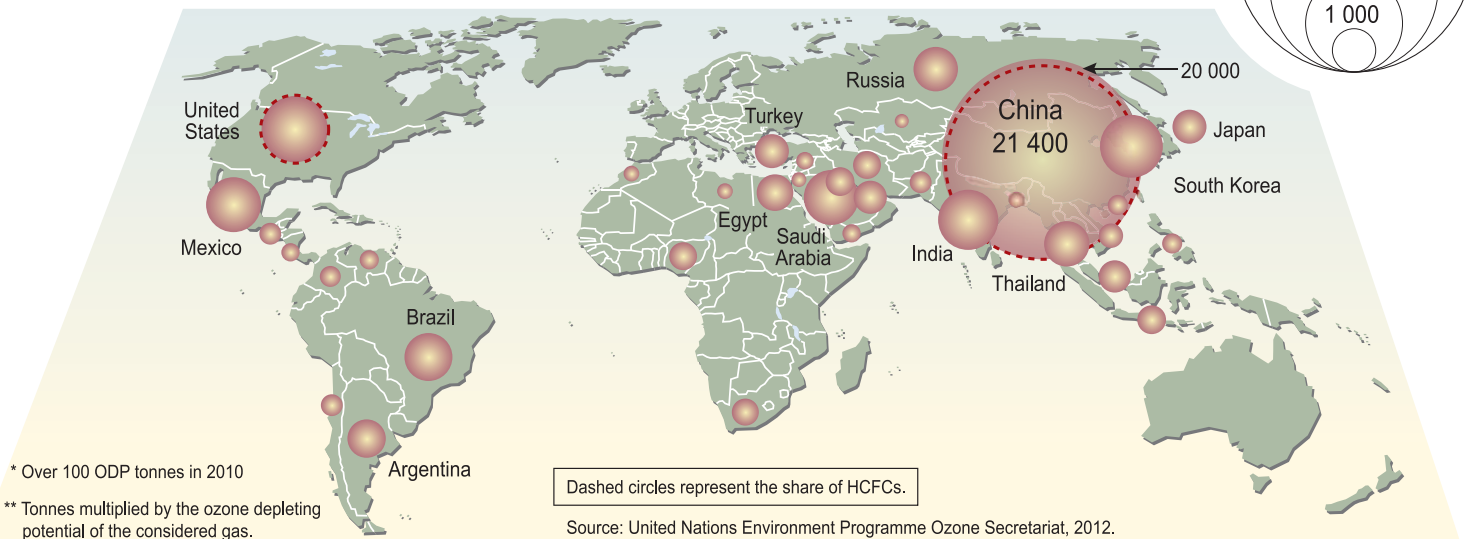 1 000
20 000
Russia
China
21 400
United
States
Turkey
Japan
South Korea
Egypt
Saudi
Arabia
Mexico
India
Thailand
Brazil
Argentina
* Over 100 ODP tonnes in 2010
** Tonnes multiplied by the ozone depleting
potential of the considered gas.
Dashed circles represent the share of HCFCs.
Source: United Nations Environment Programme Ozone Secretariat, 2012.